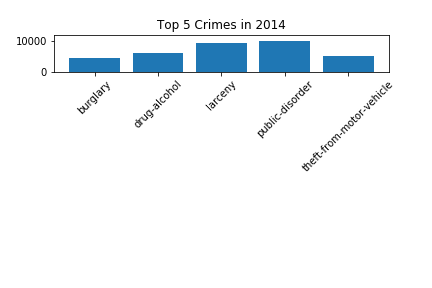 Top 5 Crimes in 2014
10000
0
burglary
drug-alcohol
larceny
public-disorder
theft-from-motor-vehicle